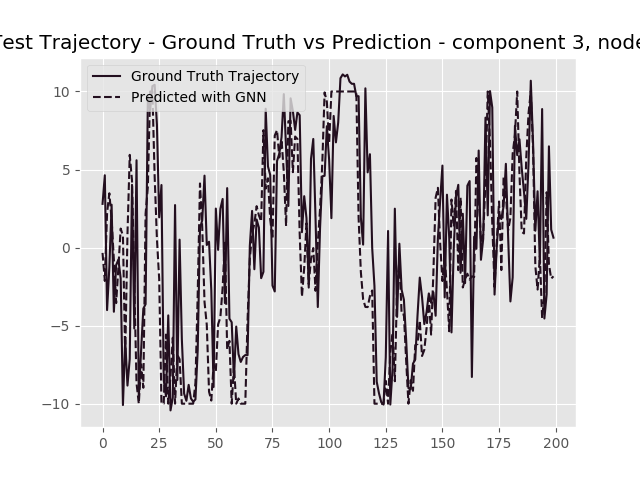 Test Trajectory - Ground Truth vs Prediction - component 3, node
Ground Truth Trajectory
Predicted with GNN
10
5
0
−5
−10
0 25 50 75 100 125 150 175 200